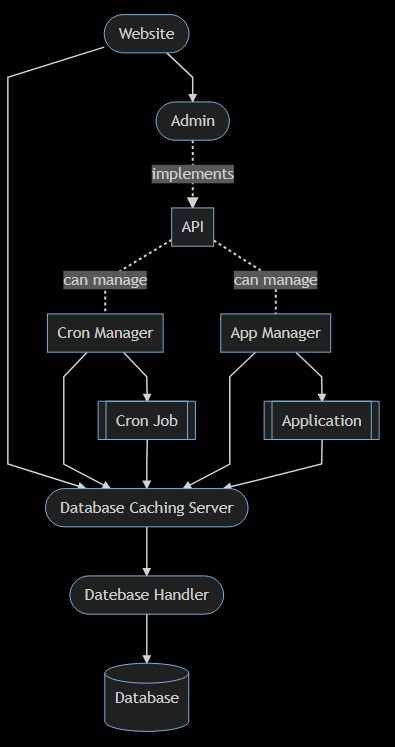 Website
Admin
implements
API
can manage
can manage
Cron Manager
App Manager
Cron Job
Application
Database Caching Server
Datebase Handler
Database